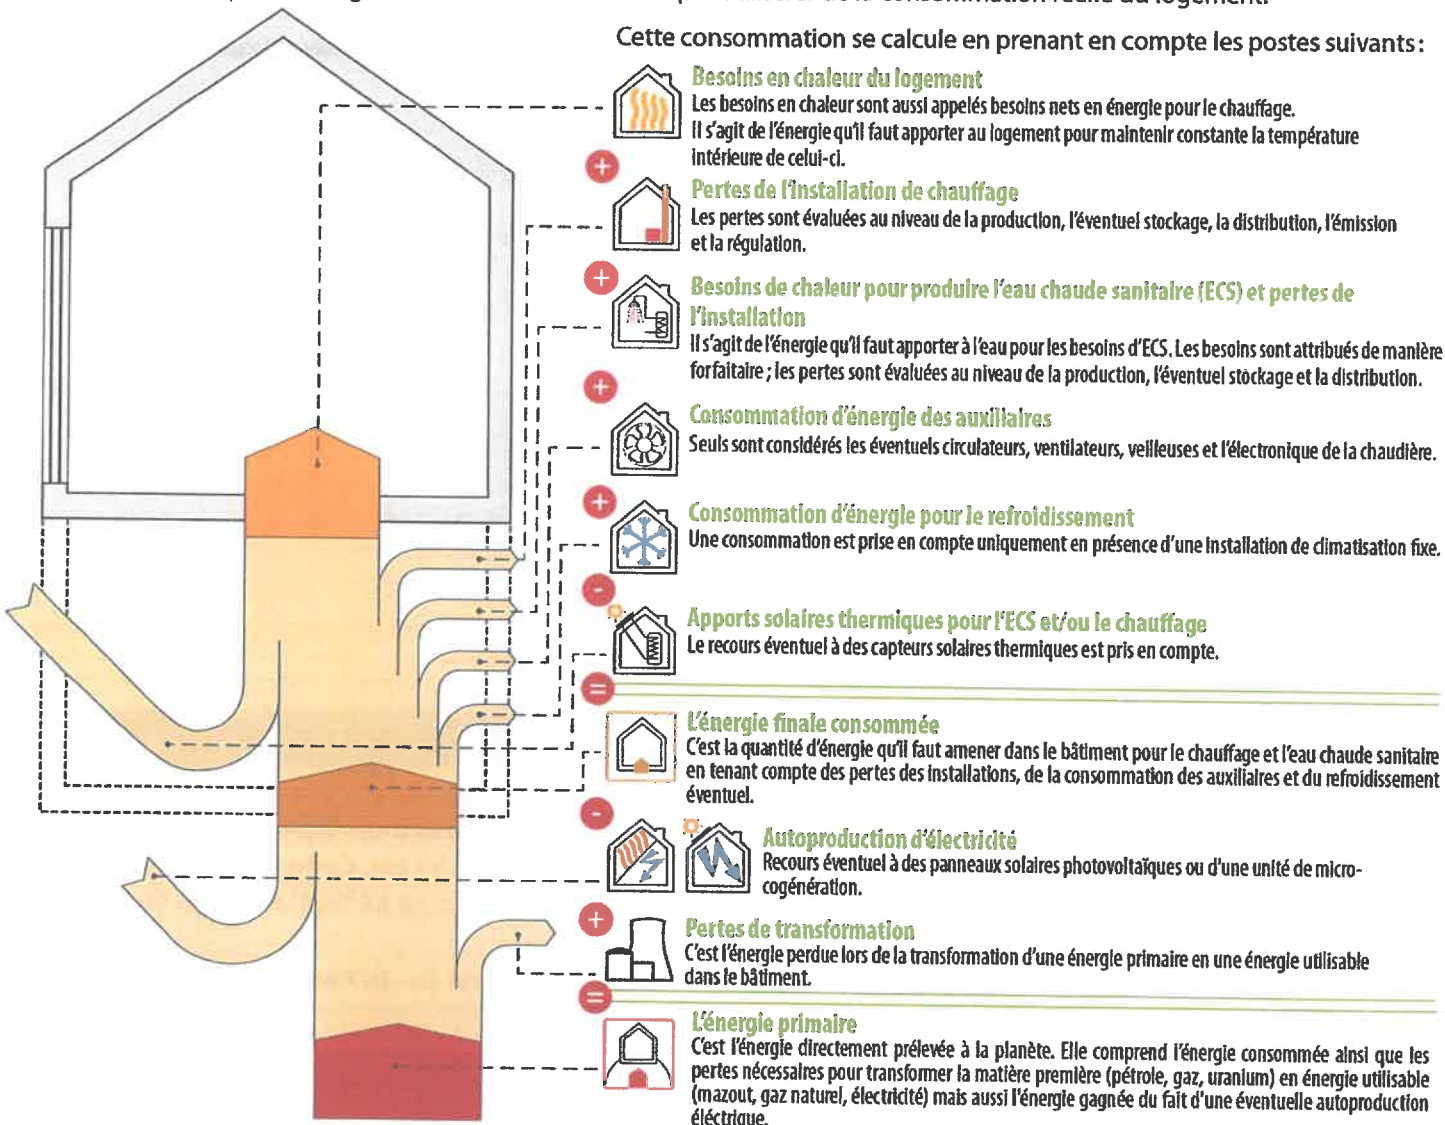 de la consommation réelle du logement.
Cette consommation se calcule en prenant en compte les postes suivants :
Besoins en chaleur du logement
Les besoins en chaleur sont aussi appelés besoins nets en énergie pour le chauffage.
Il s'agit de l'énergie qu'il faut apporter au logement pour maintenir constante la température
intérieure de celui-ci.
+
Pertes de l'installation de chauffage
Les pertes sont évaluées au niveau de la production, l'éventuel stockage, la distribution, l'émission
et la régulation.
+
Besoins de chaleur pour produire l'eau chaude sanitaire (ECS) et pertes de
l'installation
Il s'agit de l'énergie qu'il faut apporter à l'eau pour les besoins d'ECS. Les besoins sont attribués de manière
forfaitaire ; les pertes sont évaluées au niveau de la production, l'éventuel stockage et la distribution.
+
Consommation d'énergie des auxiliaires
Seuls sont considérés les éventuels circulateurs, ventilateurs, veilleuses et l'électronique de la chaudière.
+
Consommation d'énergie pour le refroidissement
Une consommation est prise en compte uniquement en présence d'une installation de climatisation fixe.
-
Apports solaires thermiques pour l'ECS et/ou le chauffage
Le recours éventuel à des capteurs solaires thermiques est pris en compte.
=
L'énergie finale consommée
C'est la quantité d'énergie qu'il faut amener dans le bâtiment pour le chauffage et l'eau chaude sanitaire
en tenant compte des pertes des installations, de la consommation des auxiliaires et du refroidissement
éventuel.
-
Autoproduction d'électricité
Recours éventuel à des panneaux solaires photovoltaïques ou d'une unité de micro-
cogénération.
+
Pertes de transformation
C'est l'énergie perdue lors de la transformation d'une énergie primaire en une énergie utilisable
dans le bâtiment.
=
L'énergie primaire
C'est l'énergie directement prélevée à la planète. Elle comprend l'énergie consommée ainsi que les
pertes nécessaires pour transformer la matière première (pétrole, gaz, uranium) en énergie utilisable
(mazout, gaz naturel, électricité) mais aussi l'énergie gagnée du fait d'une éventuelle autoproduction
éléctrique.